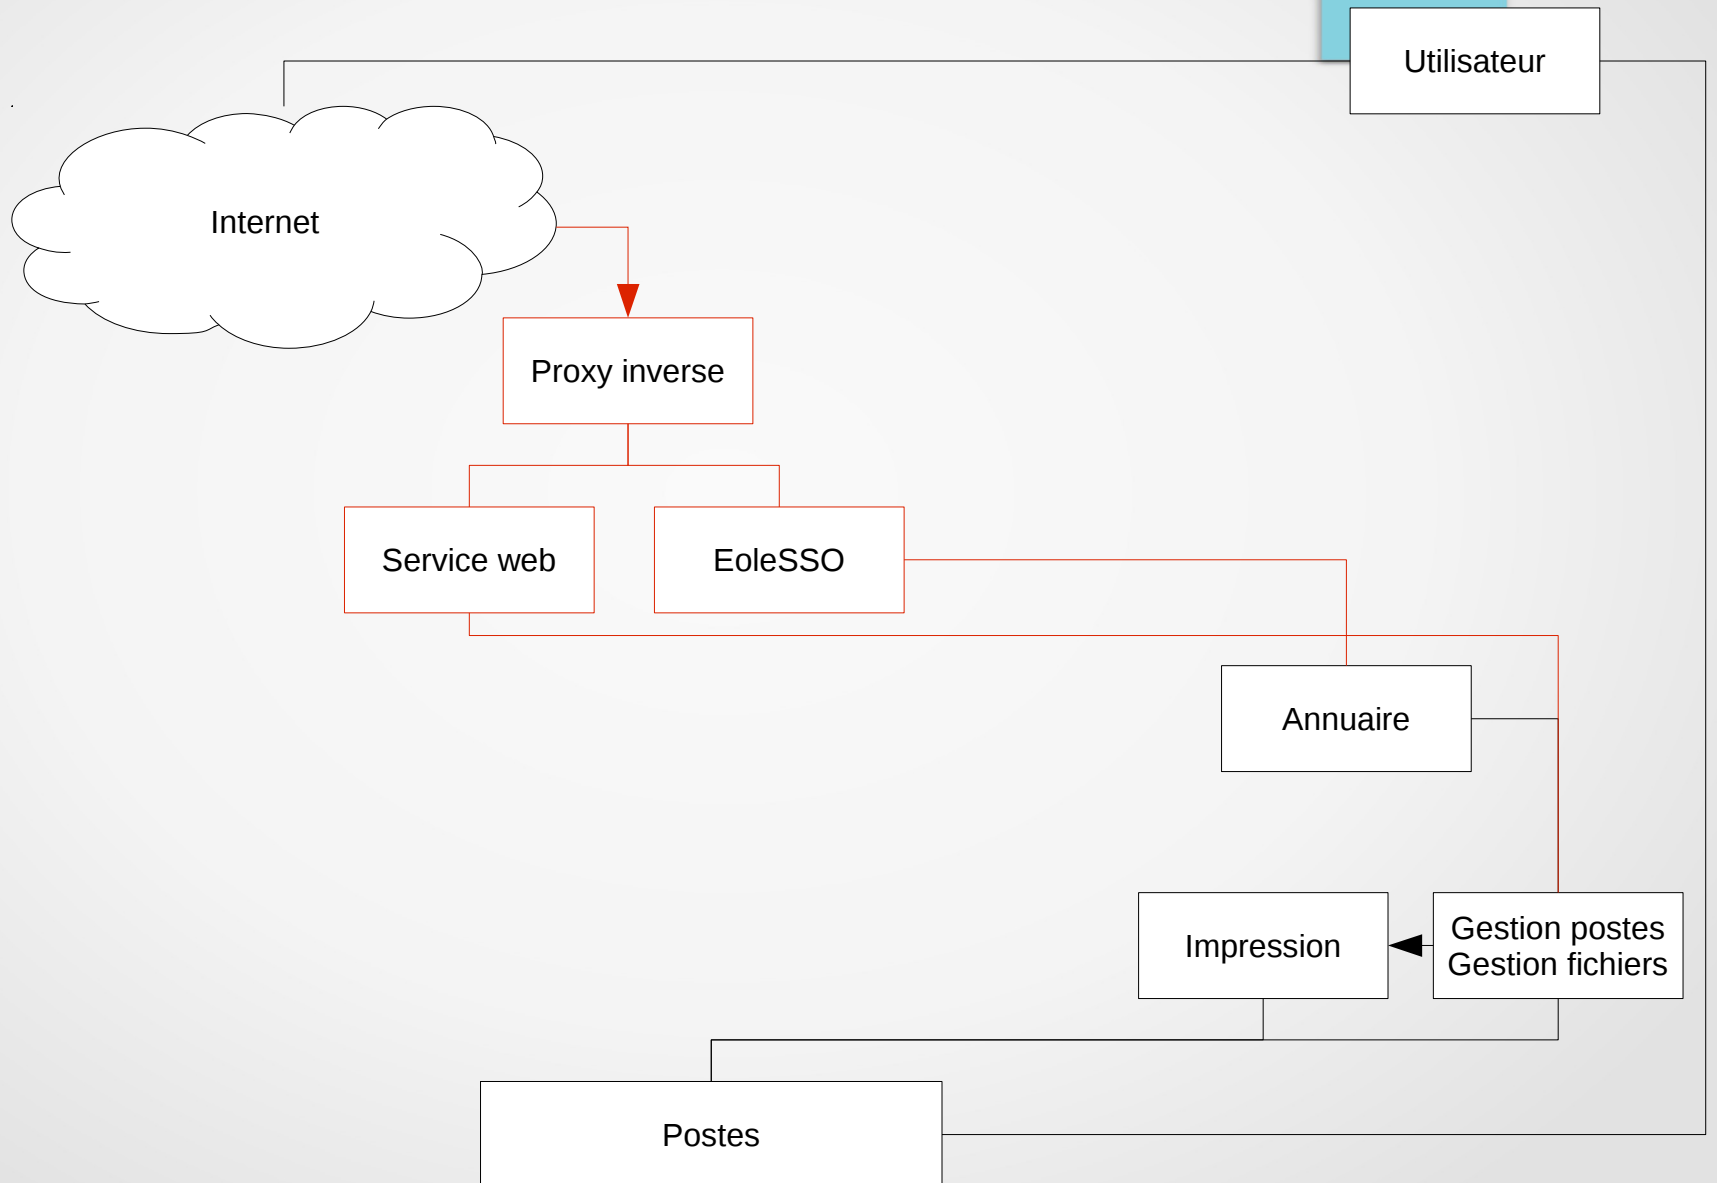 Utilisateur
Internet
Proxy inverse
Service web
EoleSSO
Annuaire
Impression
Gestion postes
Gestion fichiers
Postes